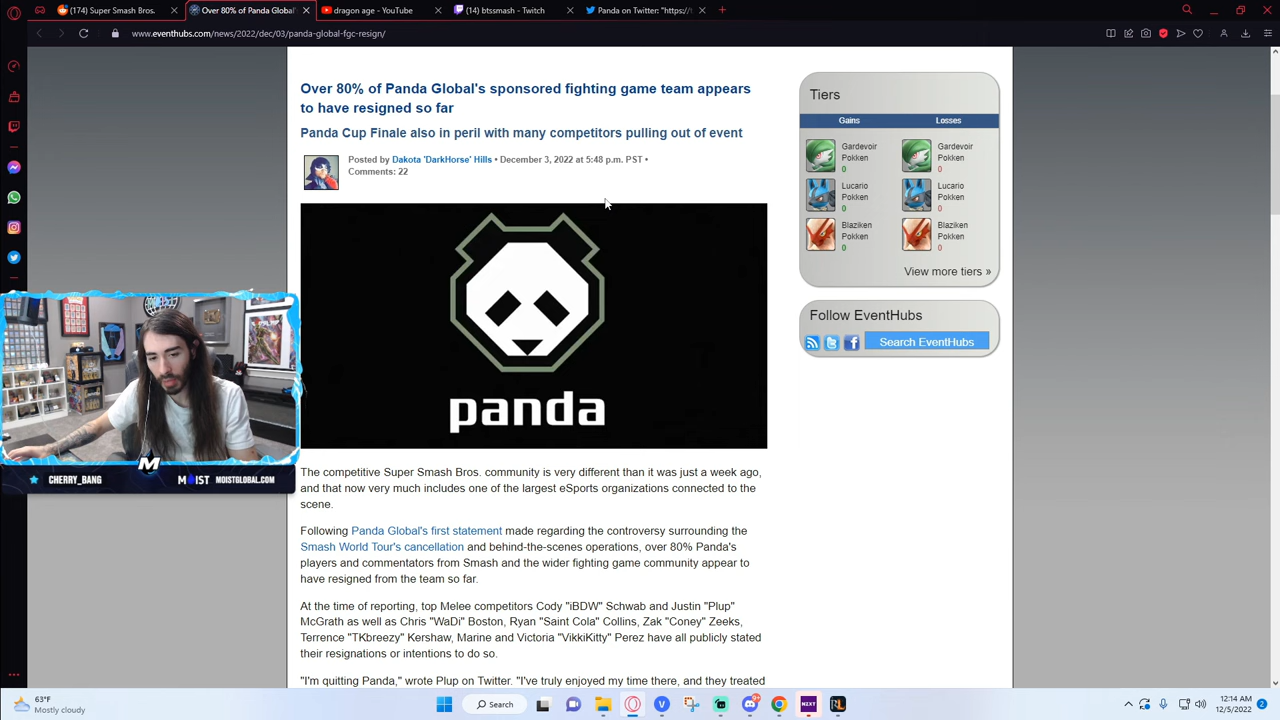 (174) Super Smash Bros.
Over 80% of Panda Global'
dragon age - YouTube
(14) btssmash - Twitch
Panda on Twitter: "https://
www.eventhubs.com/news/2022/dec/03/panda-global-fgc-resign/
Over 80% of Panda Global's sponsored fighting game team appears
to have resigned so far
Panda Cup Finale also in peril with many competitors pulling out of event
Posted by Dakota 'DarkHorse' Hills • December 3, 2022 at 5:48 p.m. PST •
Comments: 22
panda
The competitive Super Smash Bros. community is very different than it was just a week ago,
and that now very much includes one of the largest eSports organizations connected to the
scene.
Following Panda Global's first statement made regarding the controversy surrounding the
Smash World Tour's cancellation and behind-the-scenes operations, over 80% Panda's
players and commentators from Smash and the wider fighting game community appear to
have resigned from the team so far.
At the time of reporting, top Melee competitors Cody "iBDW" Schwab and Justin "Plup"
McGrath as well as Chris "WaDi" Boston, Ryan "Saint Cola" Collins, Zak "Coney" Zeeks,
Terrence "TKbreezy" Kershaw, Marine and Victoria "VikkiKitty" Perez have all publicly stated
their resignations or intentions to do so.
"I'm quitting Panda," wrote Plup on Twitter. "I've truly enjoyed my time there, and they treated
Tiers
Gains Losses
Gardevoir Gardevoir
Pokken Pokken
0 0
Lucario Lucario
Pokken Pokken
0 0
Blaziken Blaziken
Pokken Pokken
0 0
View more tiers »
Follow EventHubs
Search EventHubs
M
CHERRY_BANG MOIST MOISTGLOBAL.COM
63°F
Mostly cloudy
Search
12:14 AM
12/5/2022